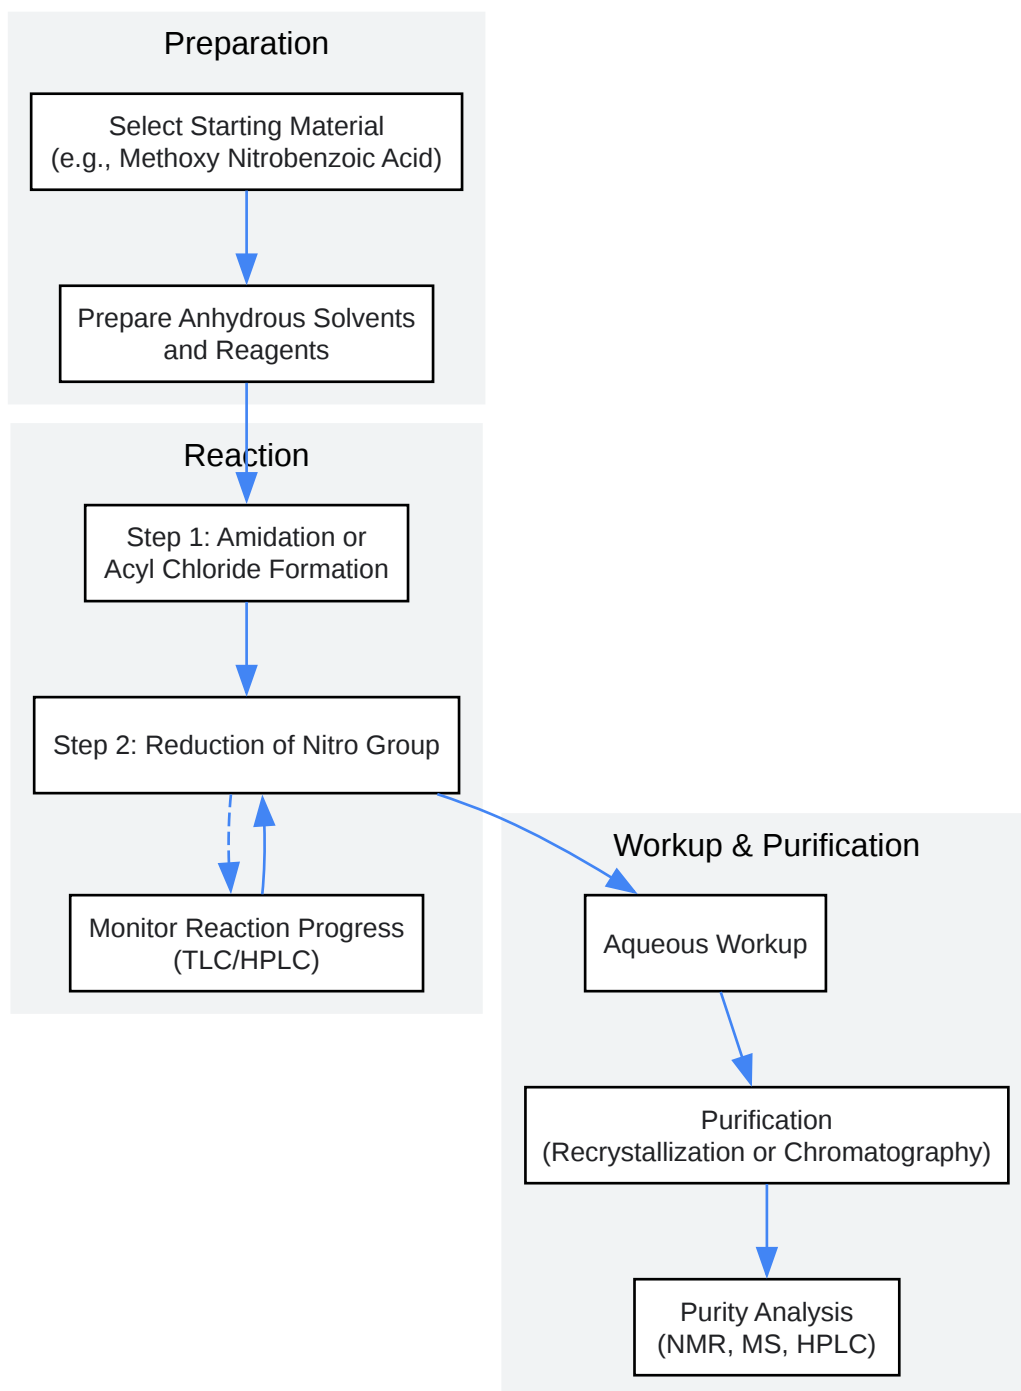 Preparation
Select Starting Material
(e.g., Methoxy Nitrobenzoic Acid)
Prepare Anhydrous Solvents
and Reagents
Reaction
Step 1: Amidation or
Acyl Chloride Formation
Step 2: Reduction of Nitro Group
Monitor Reaction Progress
(TLC/HPLC)
Workup & Purification
Aqueous Workup
Purification
(Recrystallization or Chromatography)
Purity Analysis
(NMR, MS, HPLC)